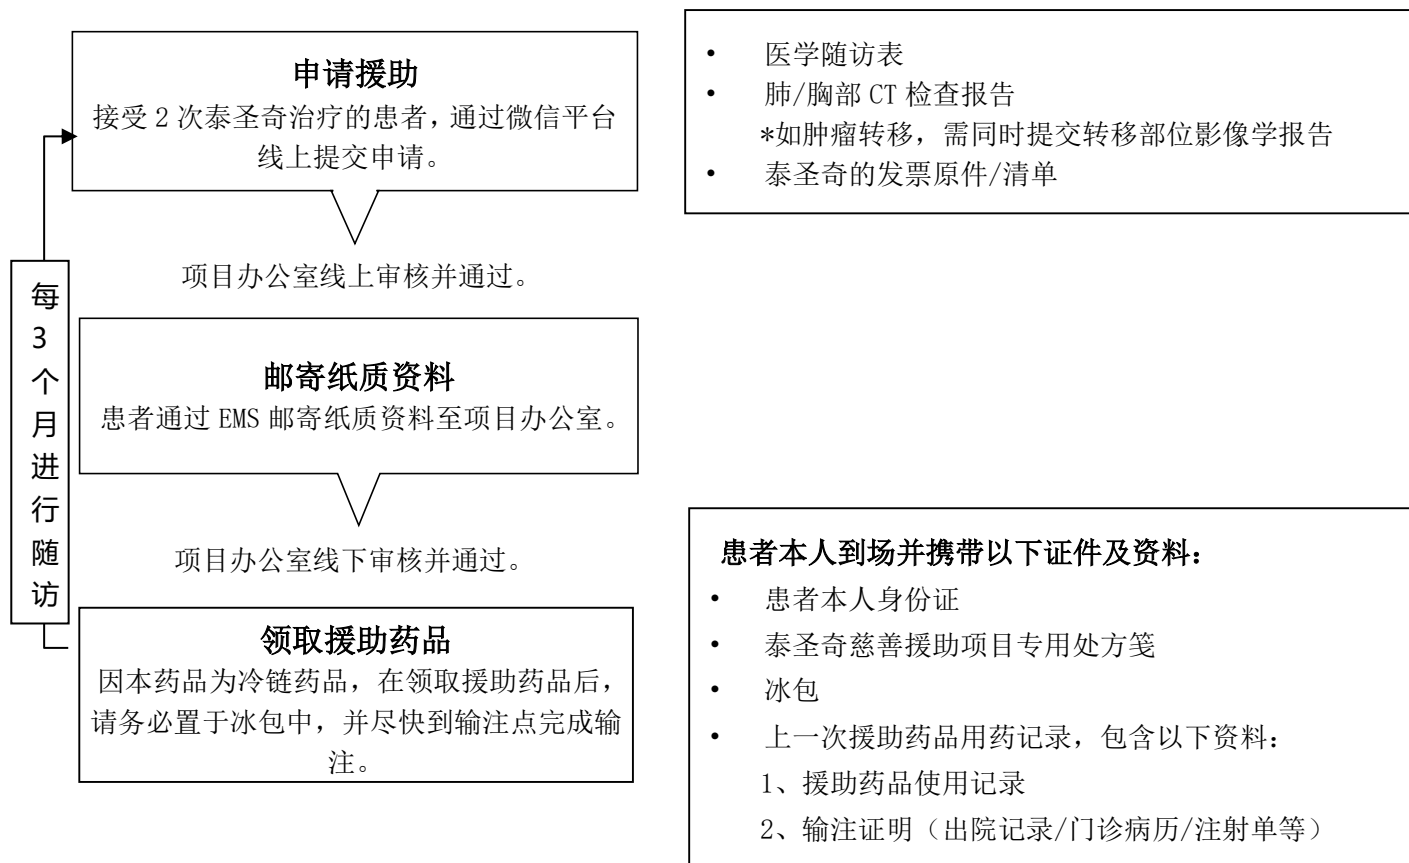 申请援助
接受 2 次泰圣奇治疗的患者，通过微信平台
线上提交申请。
• 医学随访表
• 肺/胸部 CT 检查报告
*如肿瘤转移，需同时提交转移部位影像学报告
• 泰圣奇的发票原件/清单
项目办公室线上审核并通过。
每
3
个
月
进
行
随
访
邮寄纸质资料
患者通过 EMS 邮寄纸质资料至项目办公室。
项目办公室线下审核并通过。
领取援助药品
因本药品为冷链药品，在领取援助药品后，
请务必置于冰包中，并尽快到输注点完成输
注。
患者本人到场并携带以下证件及资料：
• 患者本人身份证
• 泰圣奇慈善援助项目专用处方笺
• 冰包
• 上一次援助药品用药记录，包含以下资料：
1、援助药品使用记录
2、输注证明（出院记录/门诊病历/注射单等）